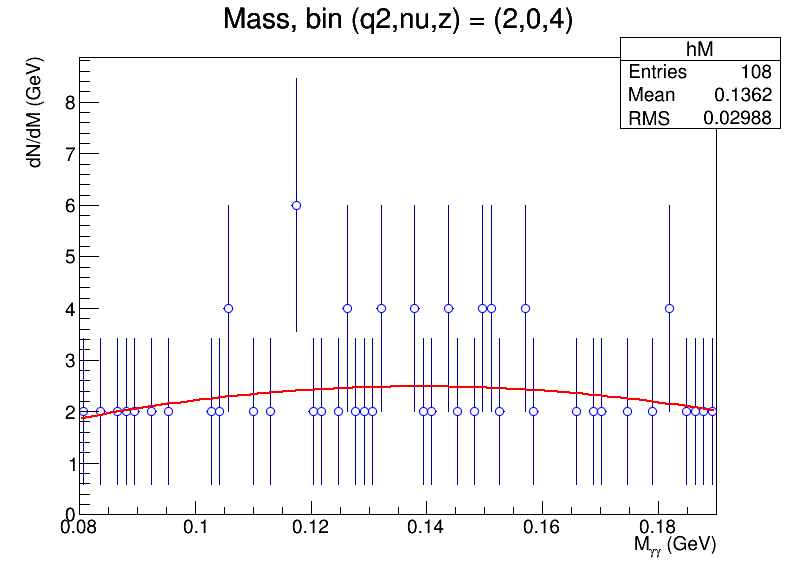 Mass, bin (q2,nu,z) = (2,0,4)
hM
Entries 108
Mean 0.1362
RMS 0.02988
dN/dM (GeV)
8
7
6
5
4
3
2
1
0
0.08 0.1 0.12 0.14 0.16 0.18
Mγγ (GeV)